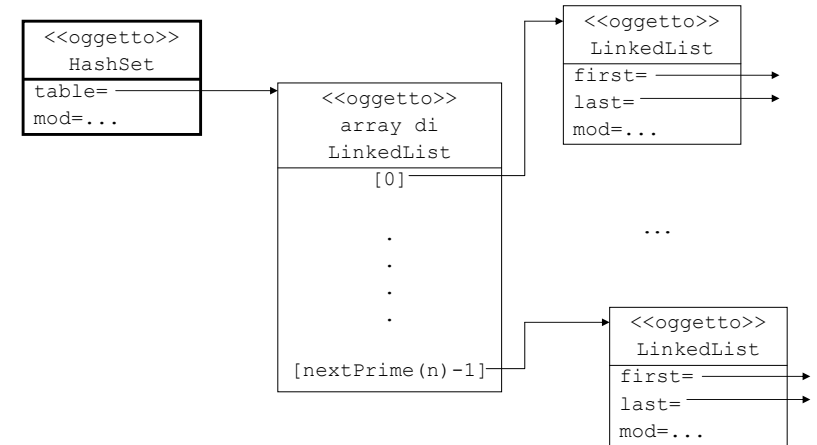 <<oggetto>>
HashSet
table=
mod=...
<<oggetto>>
array di
LinkedList
[0]
.
.
.
.
[nextPrime(n)-1]
<<oggetto>>
LinkedList
first=
last=
mod=...
...
<<oggetto>>
LinkedList
first=
last=
mod=...